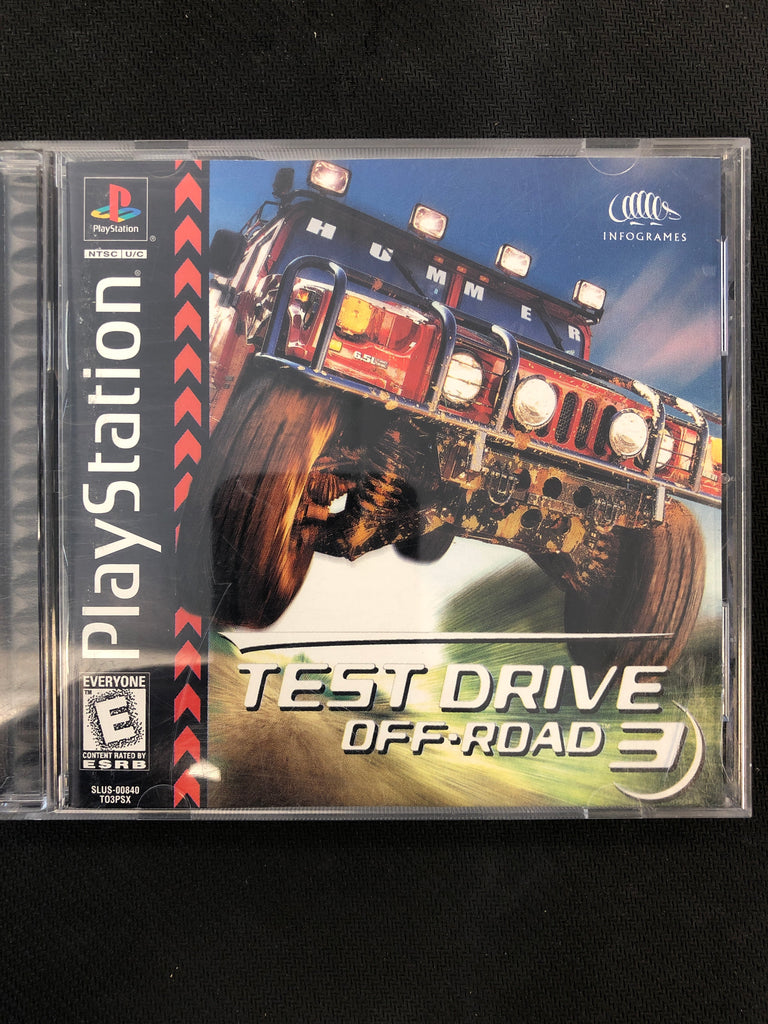 PlayStation
®
NTSC U/C
PlayStation®
EVERYONE
™
E
CONTENT RATED BY
ESRB
SLUS-00840
TO3PSX
INFOGRAMES
HUMMER
6.5L
TEST DRIVE
OFF-ROAD 3